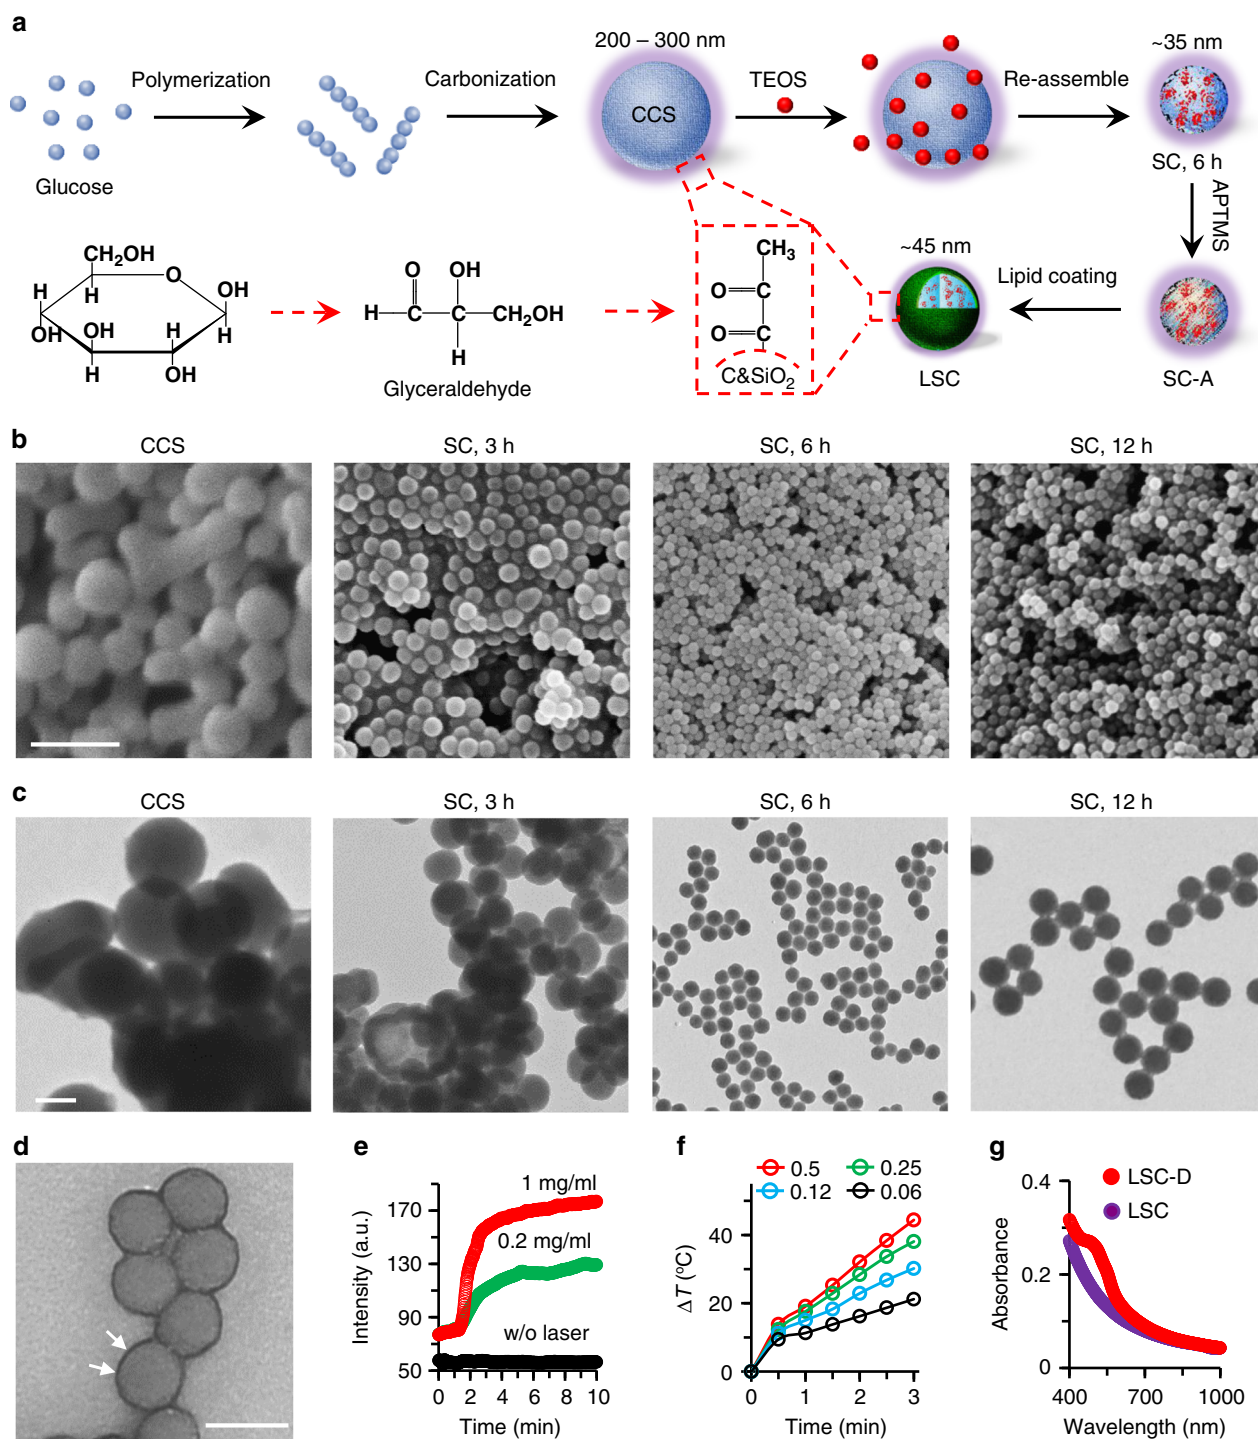 a
Polymerization
Carbonization
200 – 300 nm
TEOS
Re-assemble
~35 nm
CCS
Glucose
SC, 6 h
APTMS
CH2OH
O
H
H
OH
OH
OH
H
H
H
OH
O
OH
H
C
C
CH2OH
H
Glyceraldehyde
CH3
O
C
O
C
C&SiO2
~45 nm
Lipid coating
LSC
SC-A
b
CCS
SC, 3 h
SC, 6 h
SC, 12 h
c
CCS
SC, 3 h
SC, 6 h
SC, 12 h
d
e
Intensity (a.u.)
170
130
90
50
1 mg/ml
0.2 mg/ml
w/o laser
0 2 4 6 8 10
Time (min)
f
0.5
0.25
0.12
0.06
ΔT (ºC)
40
20
0
0 1 2 3
Time (min)
g
LSC-D
LSC
Absorbance
0.4
0.2
0
400 700 1000
Wavelength (nm)